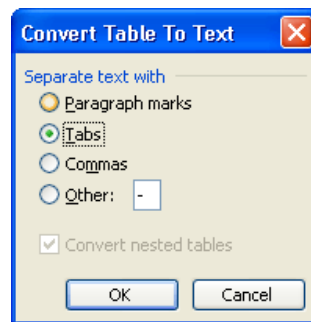 Convert Table To Text
Separate text with
Paragraph marks
Tabs
Commas
Other: -
Convert nested tables
OK Cancel